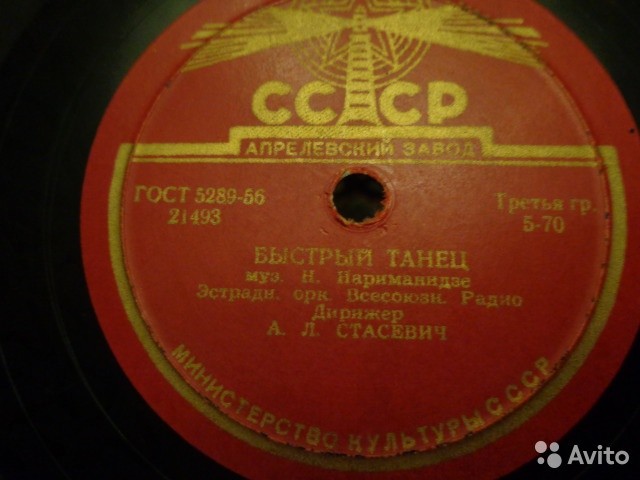 СССР
АПРЕЛЕВСКИЙ ЗАВОД
ГОСТ 5289-56
21493
Третья гр.
5-70
БЫСТРЫЙ ТАНЕЦ
муз. Н. Нариманидзе
Эстрадн. орк. Всесоюзн. Радио
Дирижер
А. Л. СТАСЕВИЧ
МИНИСТЕРСТВО КУЛЬТУРЫ СССР
Avito